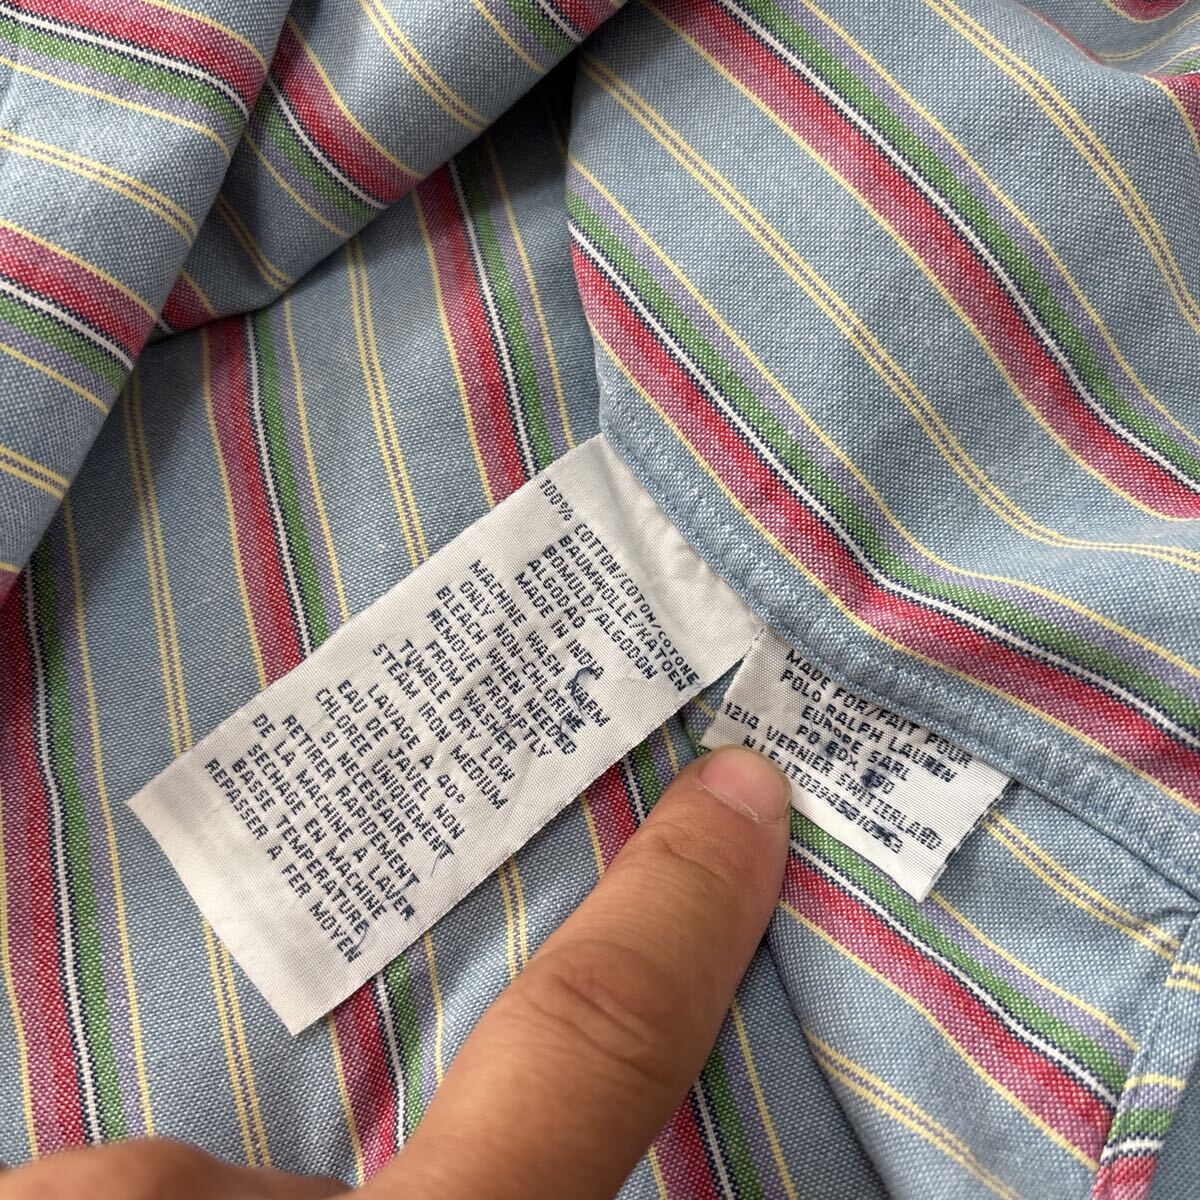 100% COTTON/COTON/COTONE
BAUMWOLLE/KATOEN
BOMULD/ALGODON
ALGODAO
MADE IN
MACHINE WASH WARM
ONLY NON-CHLORINE
BLEACH WHEN NEEDED
REMOVE PROMPTLY
FROM WASHER
TUMBLE DRY LOW
STEAM IRON MEDIUM
LAVAGE A 40° NON
EAU DE JAVEL UNIQUEMENT
CHLOREE SI NECESSAIRE
RETIRER RAPIDEMENT
DE LA MACHINE A LAVER
SECHAGE EN MACHINE
BASSE TEMPERATURE
REPASSER A FER MOYEN
MADE FOR/FAIT POUR
POLO RALPH LAUREN
EUROPE SARL
PO BOX
1214 VERNIER SWITZERLAND